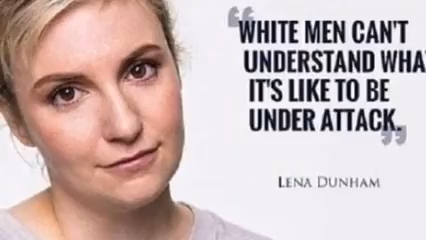 "WHITE MEN CAN'T
UNDERSTAND WHA
IT'S LIKE TO BE
UNDER ATTACK."
LENA DUNHAM